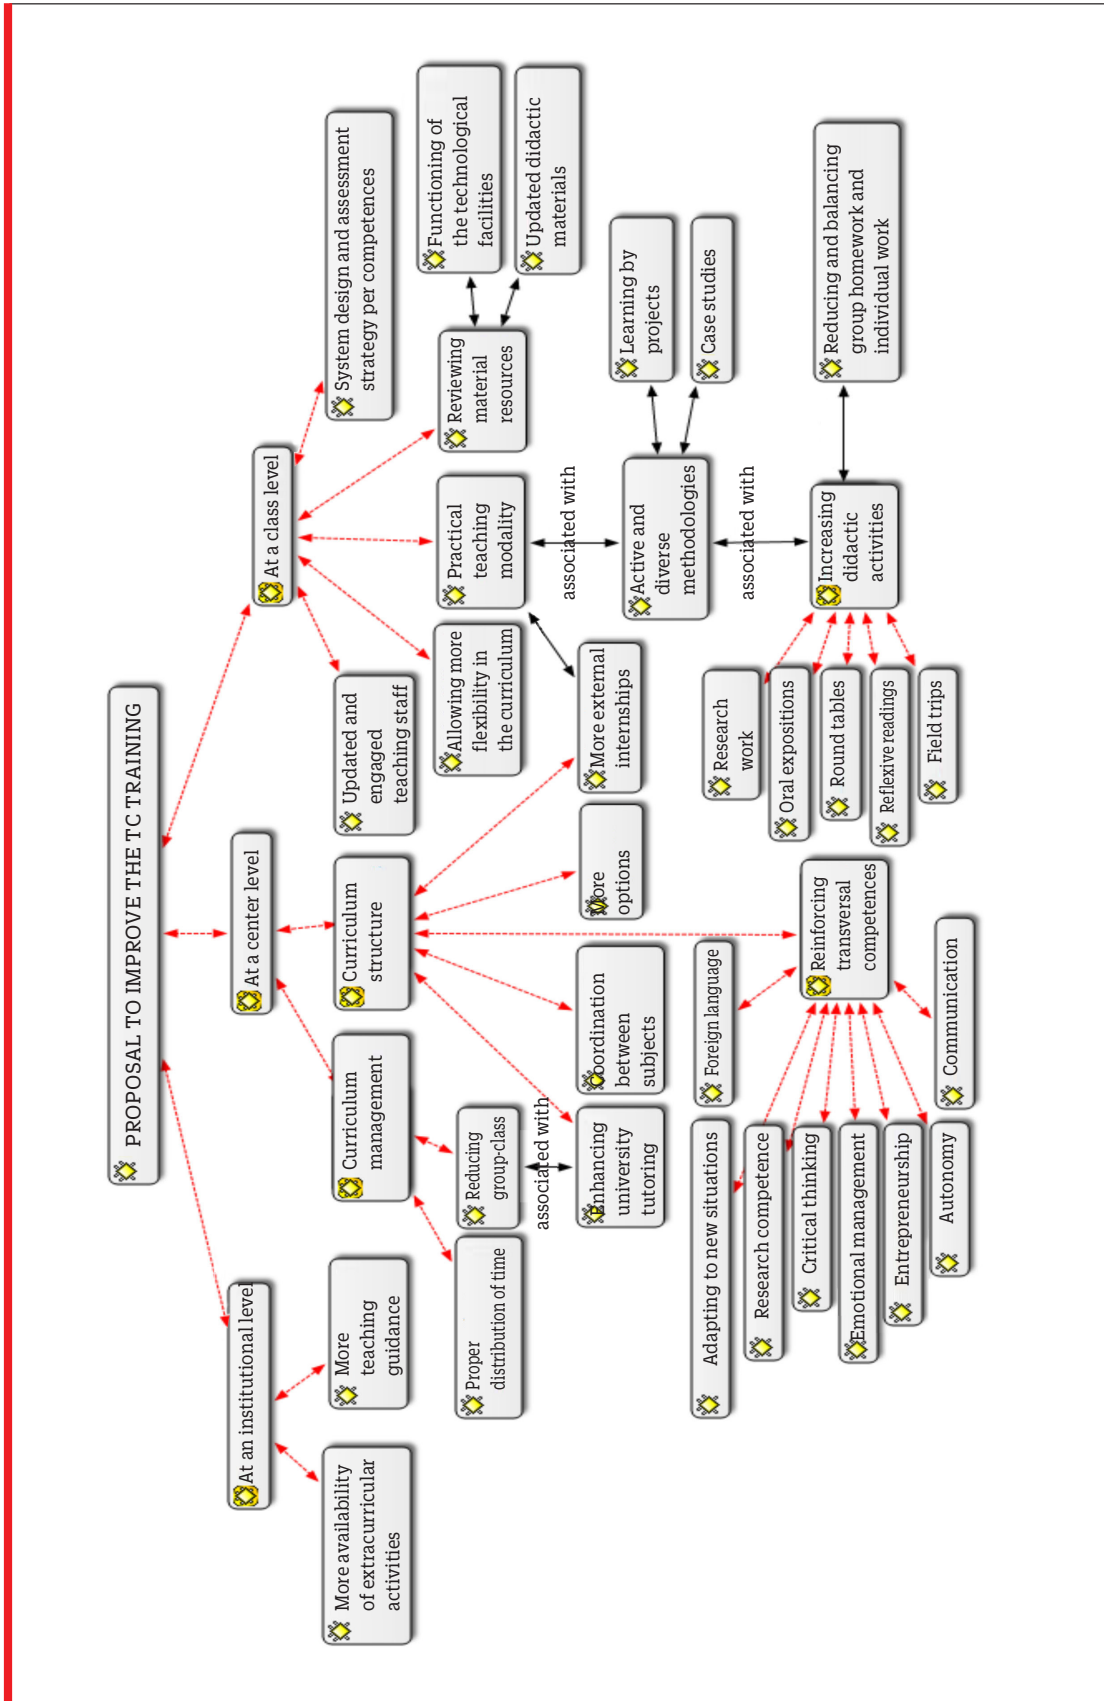 PROPOSAL TO IMPROVE THE TC TRAINING
At an institutional level
At a center level
At a class level
More availability
of extracurricular
activities
More
teaching
guidance
Curriculum
management
Curriculum
structure
Updated and
engaged
teaching staff
System design and assessment
strategy per competences
Proper
distribution of time
Reducing
group-class
Allowing more
flexibility in
the curriculum
Practical
teaching
modality
Reviewing
material
resources
Functioning of
the technological
facilities
Updated didactic
materials
associated with
associated with
Enhancing
university
tutoring
Coordination
between
subjects
More
options
More external
internships
Active and
diverse
methodologies
Learning by
projects
Case studies
associated with
Adapting to new situations
Foreign language
Research competence
Critical thinking
Emotional management
Entrepreneurship
Autonomy
Communication
Reinforcing
transversal
competences
Research
work
Oral expositions
Round tables
Reflexive readings
Field trips
Increasing
didactic
activities
Reducing and balancing
group homework and
individual work